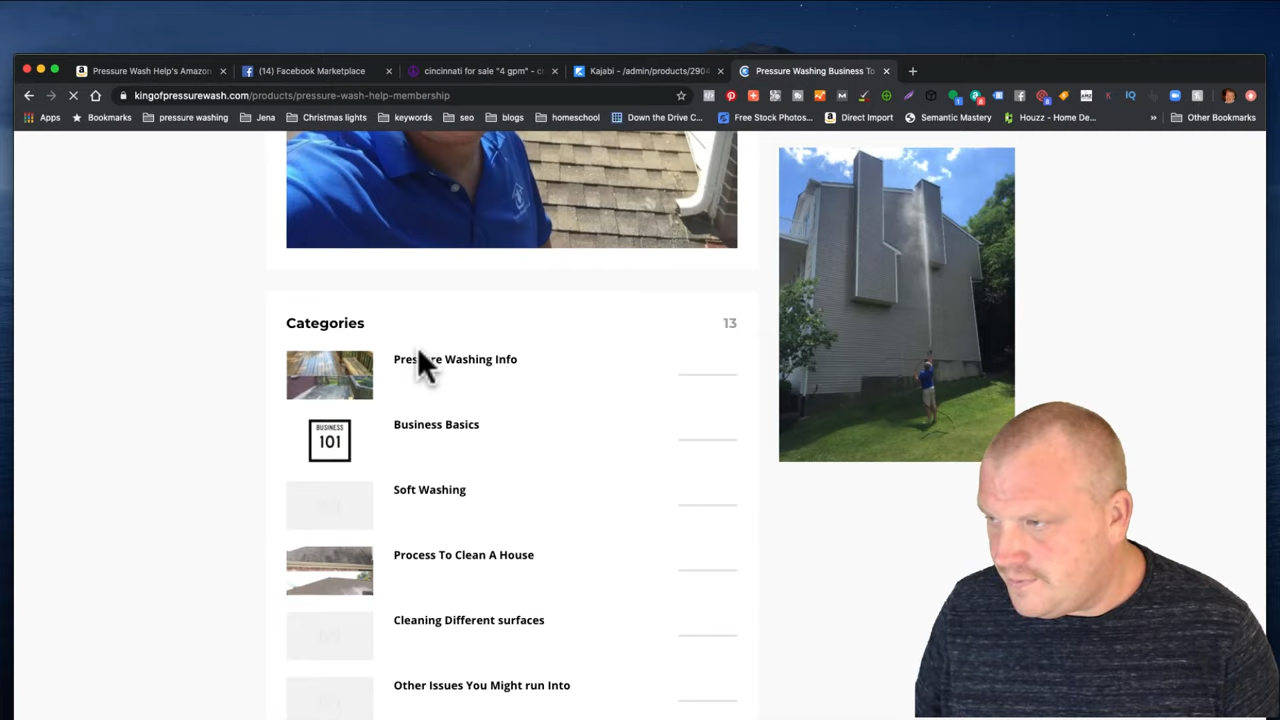 Pressure Wash Help's Amazon
(14) Facebook Marketplace
cincinnati for sale "4 gpm" - c
Kajabi - /admin/products/2904
Pressure Washing Business To
kingofpressurewash.com/products/pressure-wash-help-membership
Apps
Bookmarks
pressure washing
Jena
Christmas lights
keywords
seo
blogs
homeschool
Down the Drive C...
Free Stock Photos...
Direct Import
Semantic Mastery
Houzz - Home De...
Other Bookmarks
Categories
13
Pressure Washing Info
BUSINESS
101
Business Basics
Soft Washing
Process To Clean A House
Cleaning Different surfaces
Other Issues You Might run Into